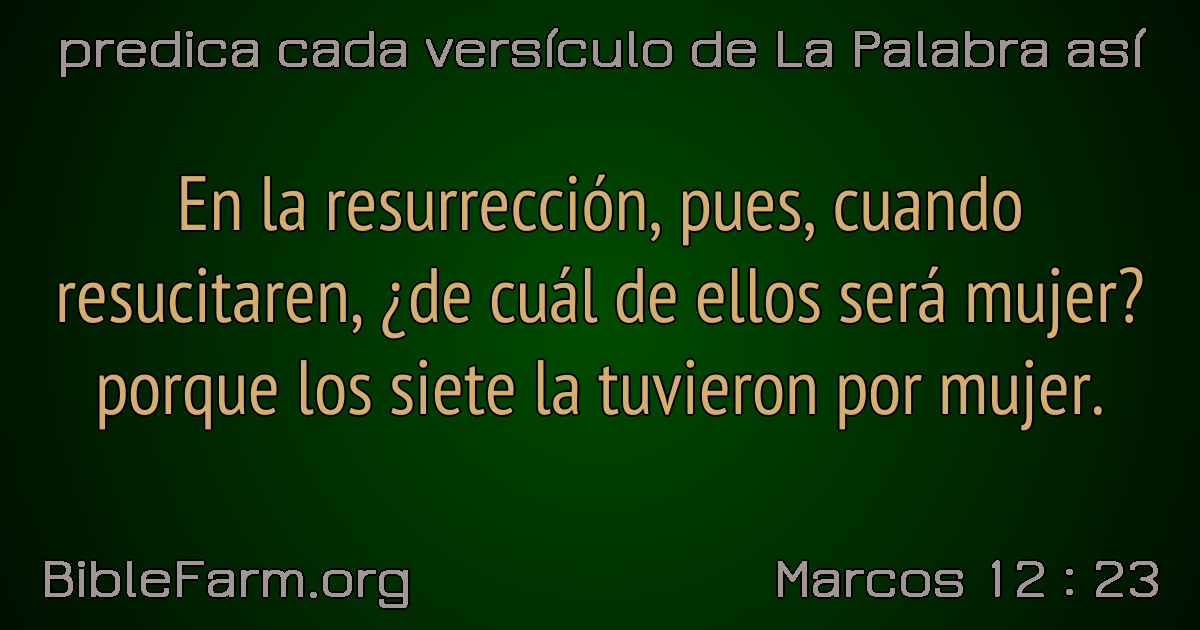 predica cada versículo de La Palabra así
En la resurrección, pues, cuando
resucitaren, ¿de cuál de ellos será mujer?
porque los siete la tuvieron por mujer.
BibleFarm.org
Marcos 12 : 23